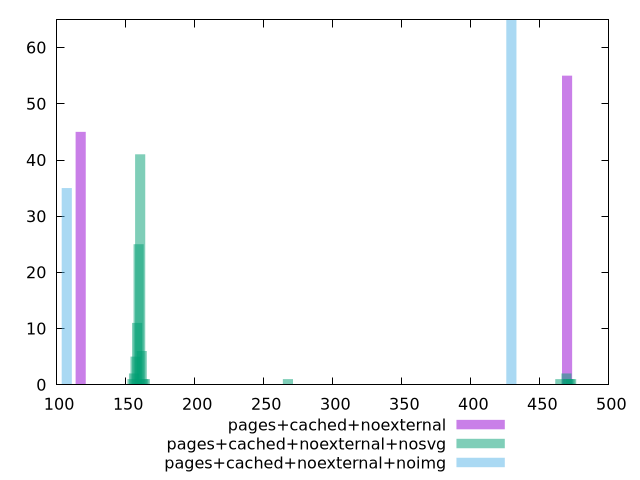 60
50
40
30
20
10
0
100 150 200 250 300 350 400 450 500
pages+cached+noexternal
pages+cached+noexternal+nosvg
pages+cached+noexternal+noimg